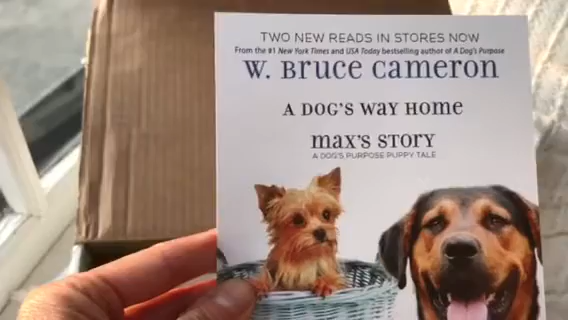 TWO NEW READS IN STORES NOW
From the #1 New York Times and USA Today bestselling author of A Dog's Purpose
W. Bruce Cameron
A DOG'S WAY HOME
MAX'S STORY
A DOG'S PURPOSE PUPPY TALE